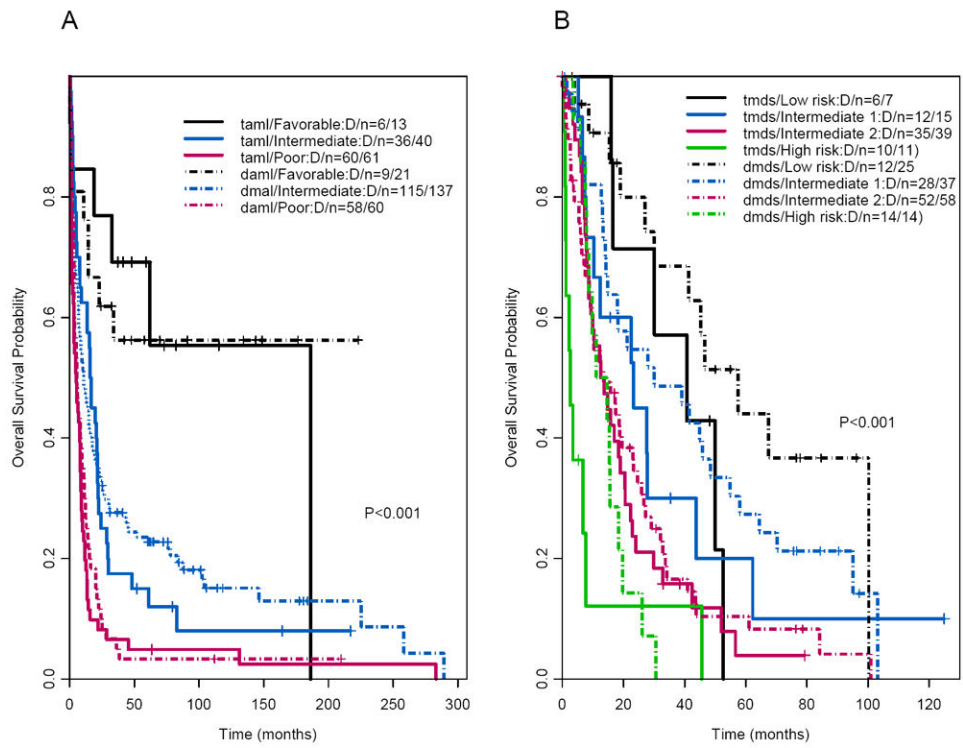 A
taml/Favorable:D/n=6/13
taml/Intermediate:D/n=36/40
taml/Poor:D/n=60/61
daml/Favorable:D/n=9/21
dmal/Intermediate:D/n=115/137
daml/Poor:D/n=58/60
P<0.001
Overall Survival Probability
0.0 0.2 0.4 0.6 0.8
0 50 100 150 200 250 300
Time (months)
B
tmds/Low risk:D/n=6/7
tmds/Intermediate 1:D/n=12/15
tmds/Intermediate 2:D/n=35/39
tmds/High risk:D/n=10/11)
dmds/Low risk:D/n=12/25
dmds/Intermediate 1:D/n=28/37
dmds/Intermediate 2:D/n=52/58
dmds/High risk:D/n=14/14)
P<0.001
Overall Survival Probability
0.0 0.2 0.4 0.6 0.8
0 20 40 60 80 100 120
Time (months)